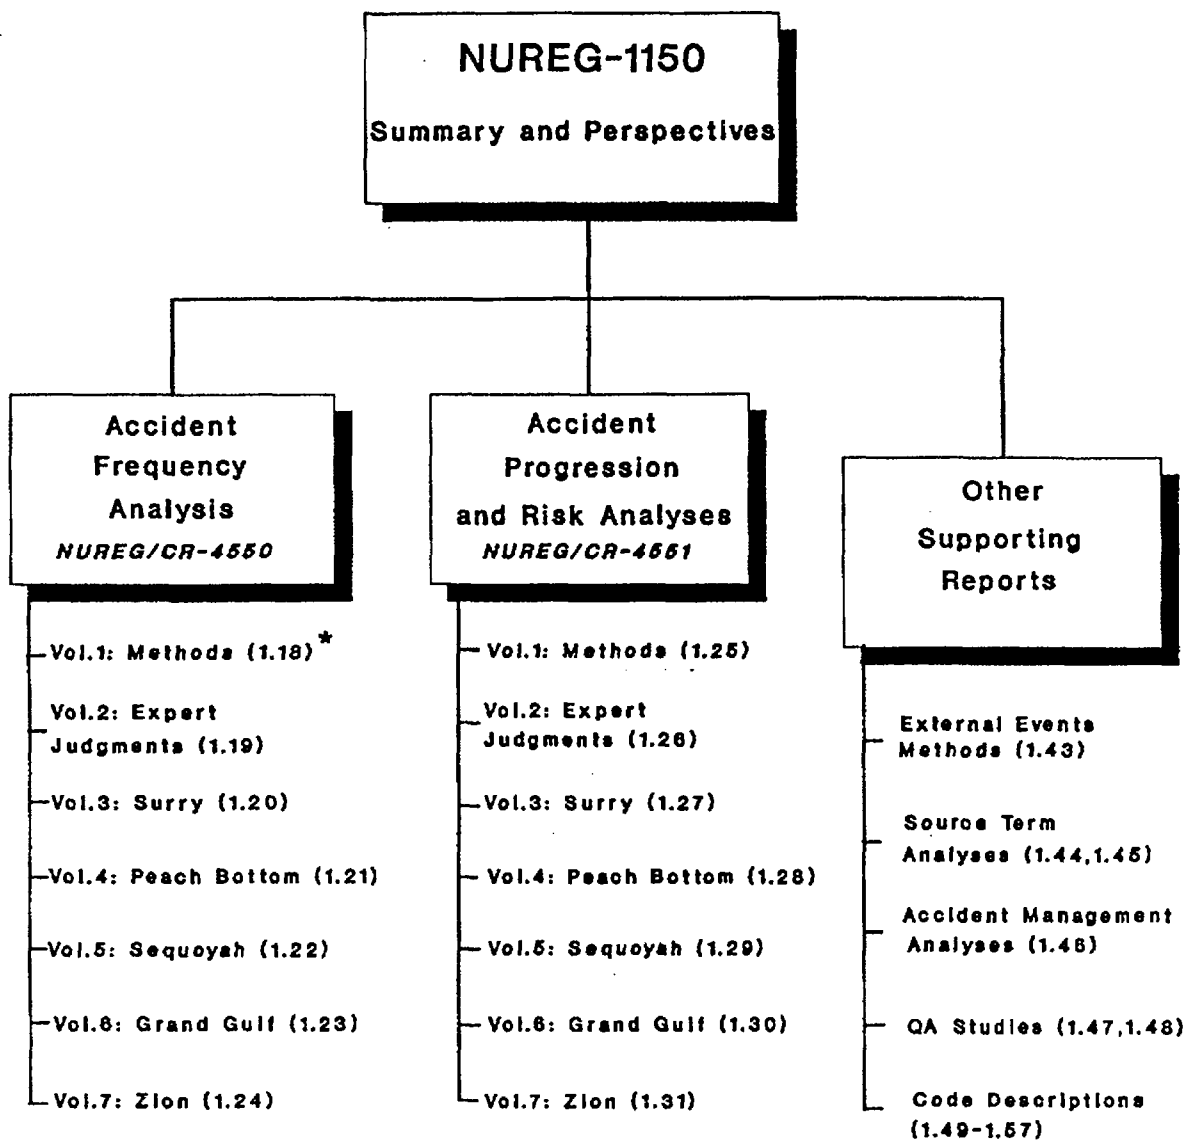 NUREG-1150
Summary and Perspectives
Accident
Frequency
Analysis
NUREG/CR-4550
Vol.1: Methods (1.18)*
Vol.2: Expert
Judgments (1.19)
Vol.3: Surry (1.20)
Vol.4: Peach Bottom (1.21)
Vol.5: Sequoyah (1.22)
Vol.6: Grand Gulf (1.23)
Vol.7: Zion (1.24)
Accident
Progression
and Risk Analyses
NUREG/CR-4551
Vol.1: Methods (1.25)
Vol.2: Expert
Judgments (1.26)
Vol.3: Surry (1.27)
Vol.4: Peach Bottom (1.28)
Vol.5: Sequoyah (1.29)
Vol.6: Grand Gulf (1.30)
Vol.7: Zion (1.31)
Other
Supporting
Reports
External Events
Methods (1.43)
Source Term
Analyses (1.44,1.45)
Accident Management
Analyses (1.46)
QA Studies (1.47,1.48)
Code Descriptions
(1.49-1.57)